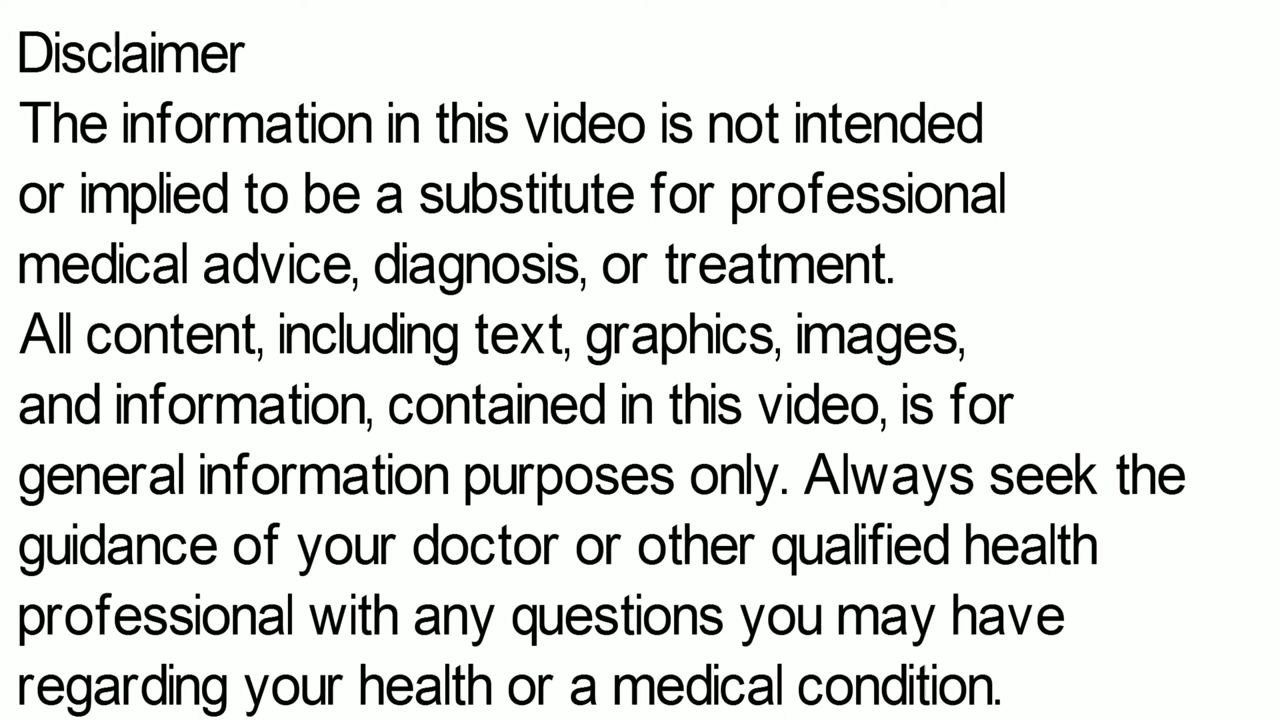 Disclaimer
The information in this video is not intended
or implied to be a substitute for professional
medical advice, diagnosis, or treatment.
All content, including text, graphics, images,
and information, contained in this video, is for
general information purposes only. Always seek the
guidance of your doctor or other qualified health
professional with any questions you may have
regarding your health or a medical condition.